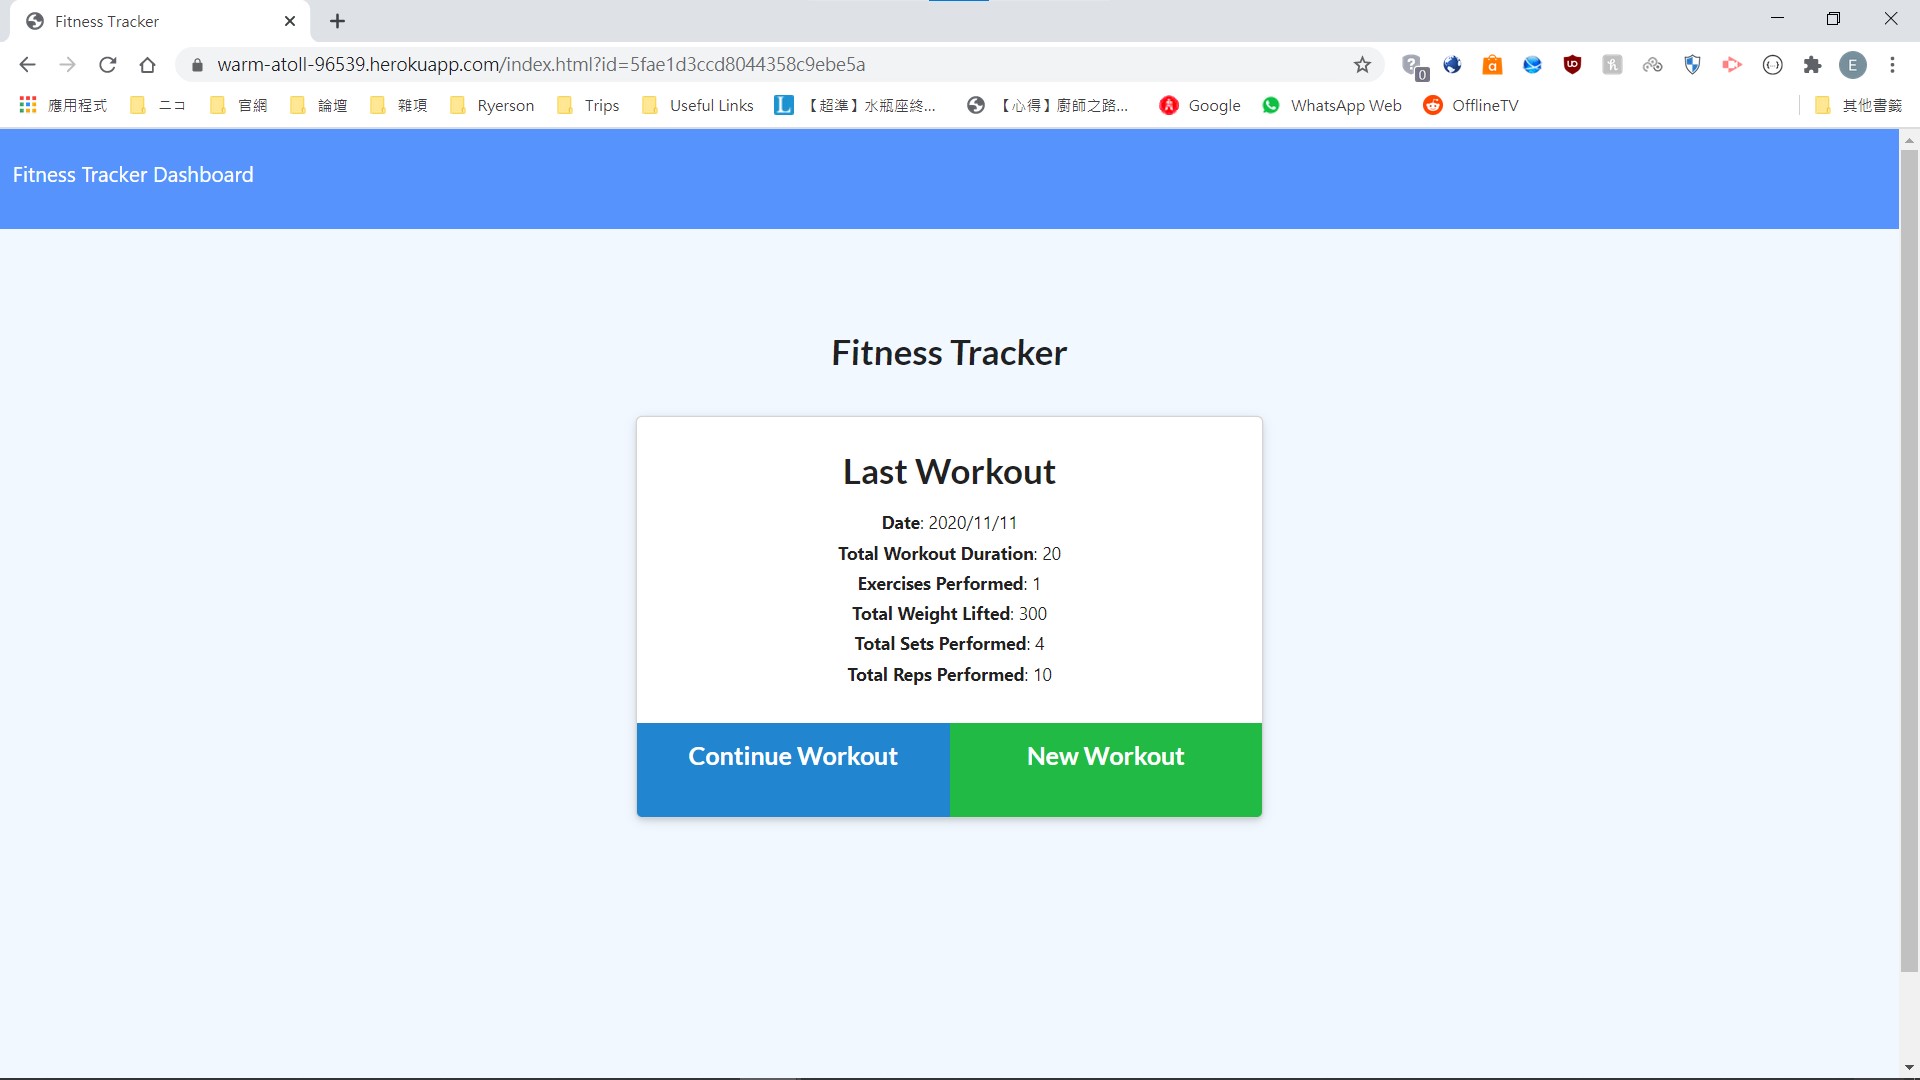 Fitness Tracker
warm-atoll-96539.herokuapp.com/index.html?id=5fae1d3ccd8044358c9ebe5a
0
E
應用程式 ニコ 官網 論壇 雜項 Ryerson Trips Useful Links 【超準】水瓶座終... 【心得】廚師之路... Google WhatsApp Web OfflineTV 其他書籤
Fitness Tracker Dashboard
Fitness Tracker
Last Workout
Date: 2020/11/11
Total Workout Duration: 20
Exercises Performed: 1
Total Weight Lifted: 300
Total Sets Performed: 4
Total Reps Performed: 10
Continue Workout New Workout